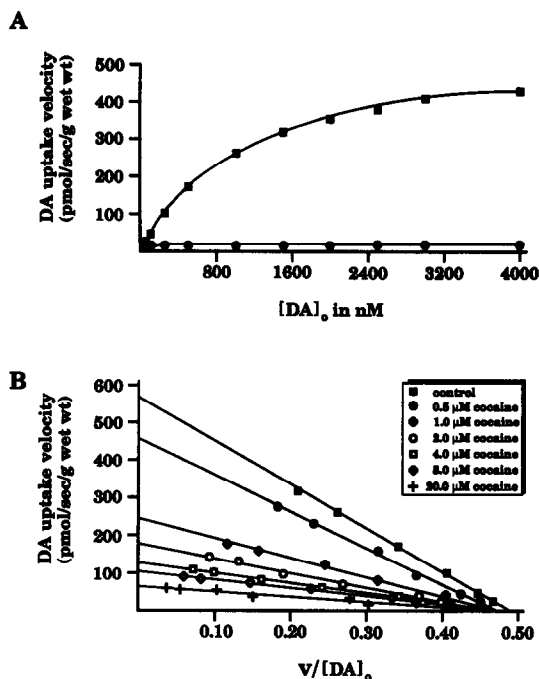 A
DA uptake velocity
(pmol/sec/g wet wt)
500
400
300
200
100
800
1600
2400
3200
4000
[DA]o in nM
B
DA uptake velocity
(pmol/sec/g wet wt)
600
500
400
300
200
100
control
0.5 μM cocaine
1.0 μM cocaine
2.0 μM cocaine
4.0 μM cocaine
8.0 μM cocaine
20.0 μM cocaine
0.10
0.20
0.30
0.40
0.50
V/[DA]o